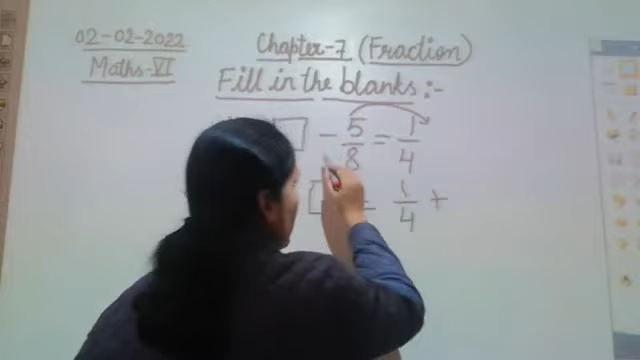 02-02-2022
Maths-VI
Chapter-7 (Fraction)
Fill in the blanks :-
□ - 5/8 = 1/4
□ = 1/4 +